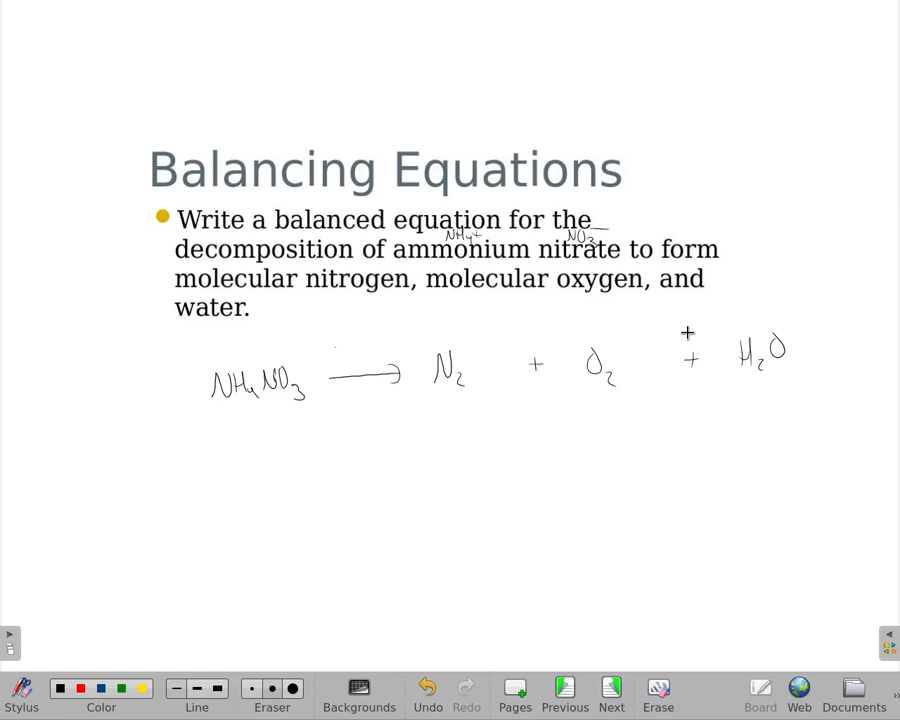 Balancing Equations
Write a balanced equation for the
NH₄+ NO₃⁻
decomposition of ammonium nitrate to form
molecular nitrogen, molecular oxygen, and
water.
NH₄NO₃ → N₂ + O₂ + H₂O
Stylus Color Line Eraser Backgrounds Undo Redo Pages Previous Next Erase Board Web Documents